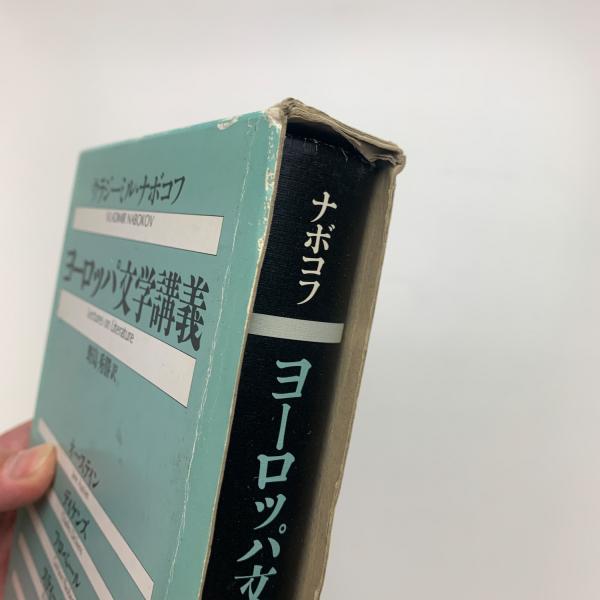 ウラジーミル・ナボコフ
VLADIMIR NABOKOV
ヨーロッパ文学講義
Lectures on Literature
野島秀勝 訳
オースティン
ディケンズ
フロベール
ナボコフ
ヨーロッパ文